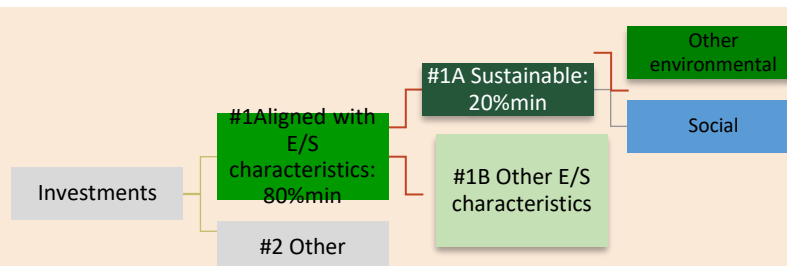 Other
environmental
#1A Sustainable:
20%min
Social
#1Aligned with
E/S
characteristics:
80%min
#1B Other E/S
characteristics
Investments
#2 Other